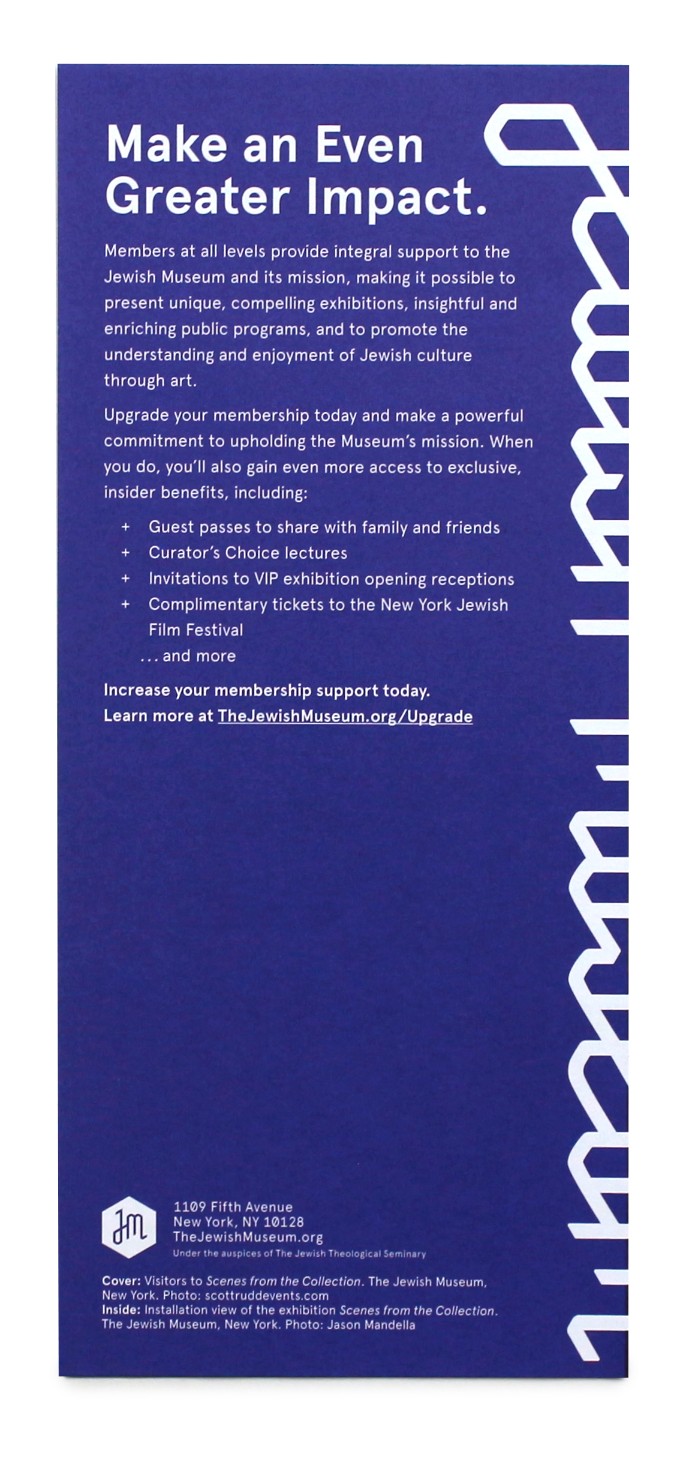 Make an Even
Greater Impact.
Members at all levels provide integral support to the
Jewish Museum and its mission, making it possible to
present unique, compelling exhibitions, insightful and
enriching public programs, and to promote the
understanding and enjoyment of Jewish culture
through art.
Upgrade your membership today and make a powerful
commitment to upholding the Museum’s mission. When
you do, you’ll also gain even more access to exclusive,
insider benefits, including:
+ Guest passes to share with family and friends
+ Curator’s Choice lectures
+ Invitations to VIP exhibition opening receptions
+ Complimentary tickets to the New York Jewish
Film Festival
...and more
Increase your membership support today.
Learn more at TheJewishMuseum.org/Upgrade
JM
1109 Fifth Avenue
New York, NY 10128
TheJewishMuseum.org
Under the auspices of The Jewish Theological Seminary
Cover: Visitors to Scenes from the Collection. The Jewish Museum,
New York. Photo: scottruddevents.com
Inside: Installation view of the exhibition Scenes from the Collection.
The Jewish Museum, New York. Photo: Jason Mandella